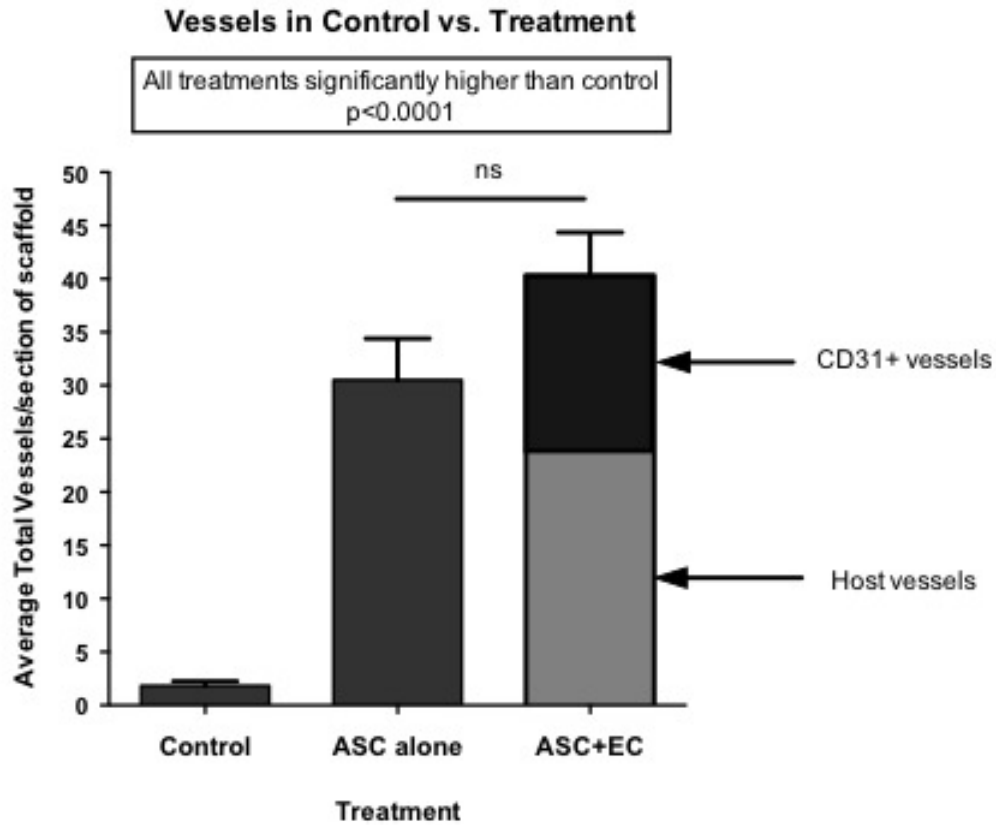 Vessels in Control vs. Treatment
All treatments significantly higher than control
p<0.0001
ns
Average Total Vessels/section of scaffold
50
45
40
35
30
25
20
15
10
5
0
CD31+ vessels
Host vessels
Control
ASC alone
ASC+EC
Treatment